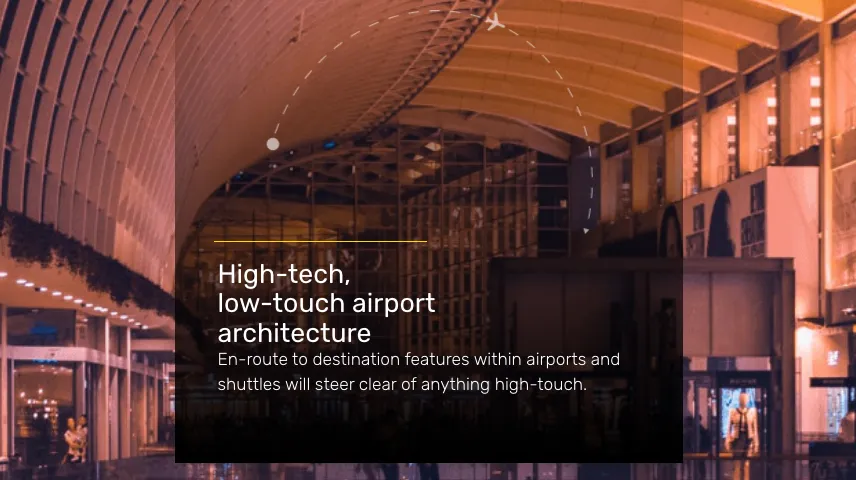 High-tech,
low-touch airport
architecture
En-route to destination features within airports and
shuttles will steer clear of anything high-touch.